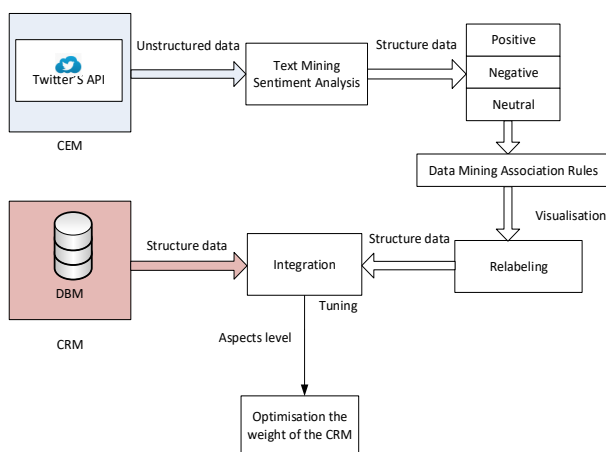 Unstructured data
Structure data
Twitter'S API
Text Mining
Sentiment Analysis
Positive
Negative
Neutral
CEM
Data Mining Association Rules
Visualisation
Structure data
Structure data
DBM
Integration
Relabeling
Tuning
CRM
Aspects level
Optimisation the
weight of the CRM